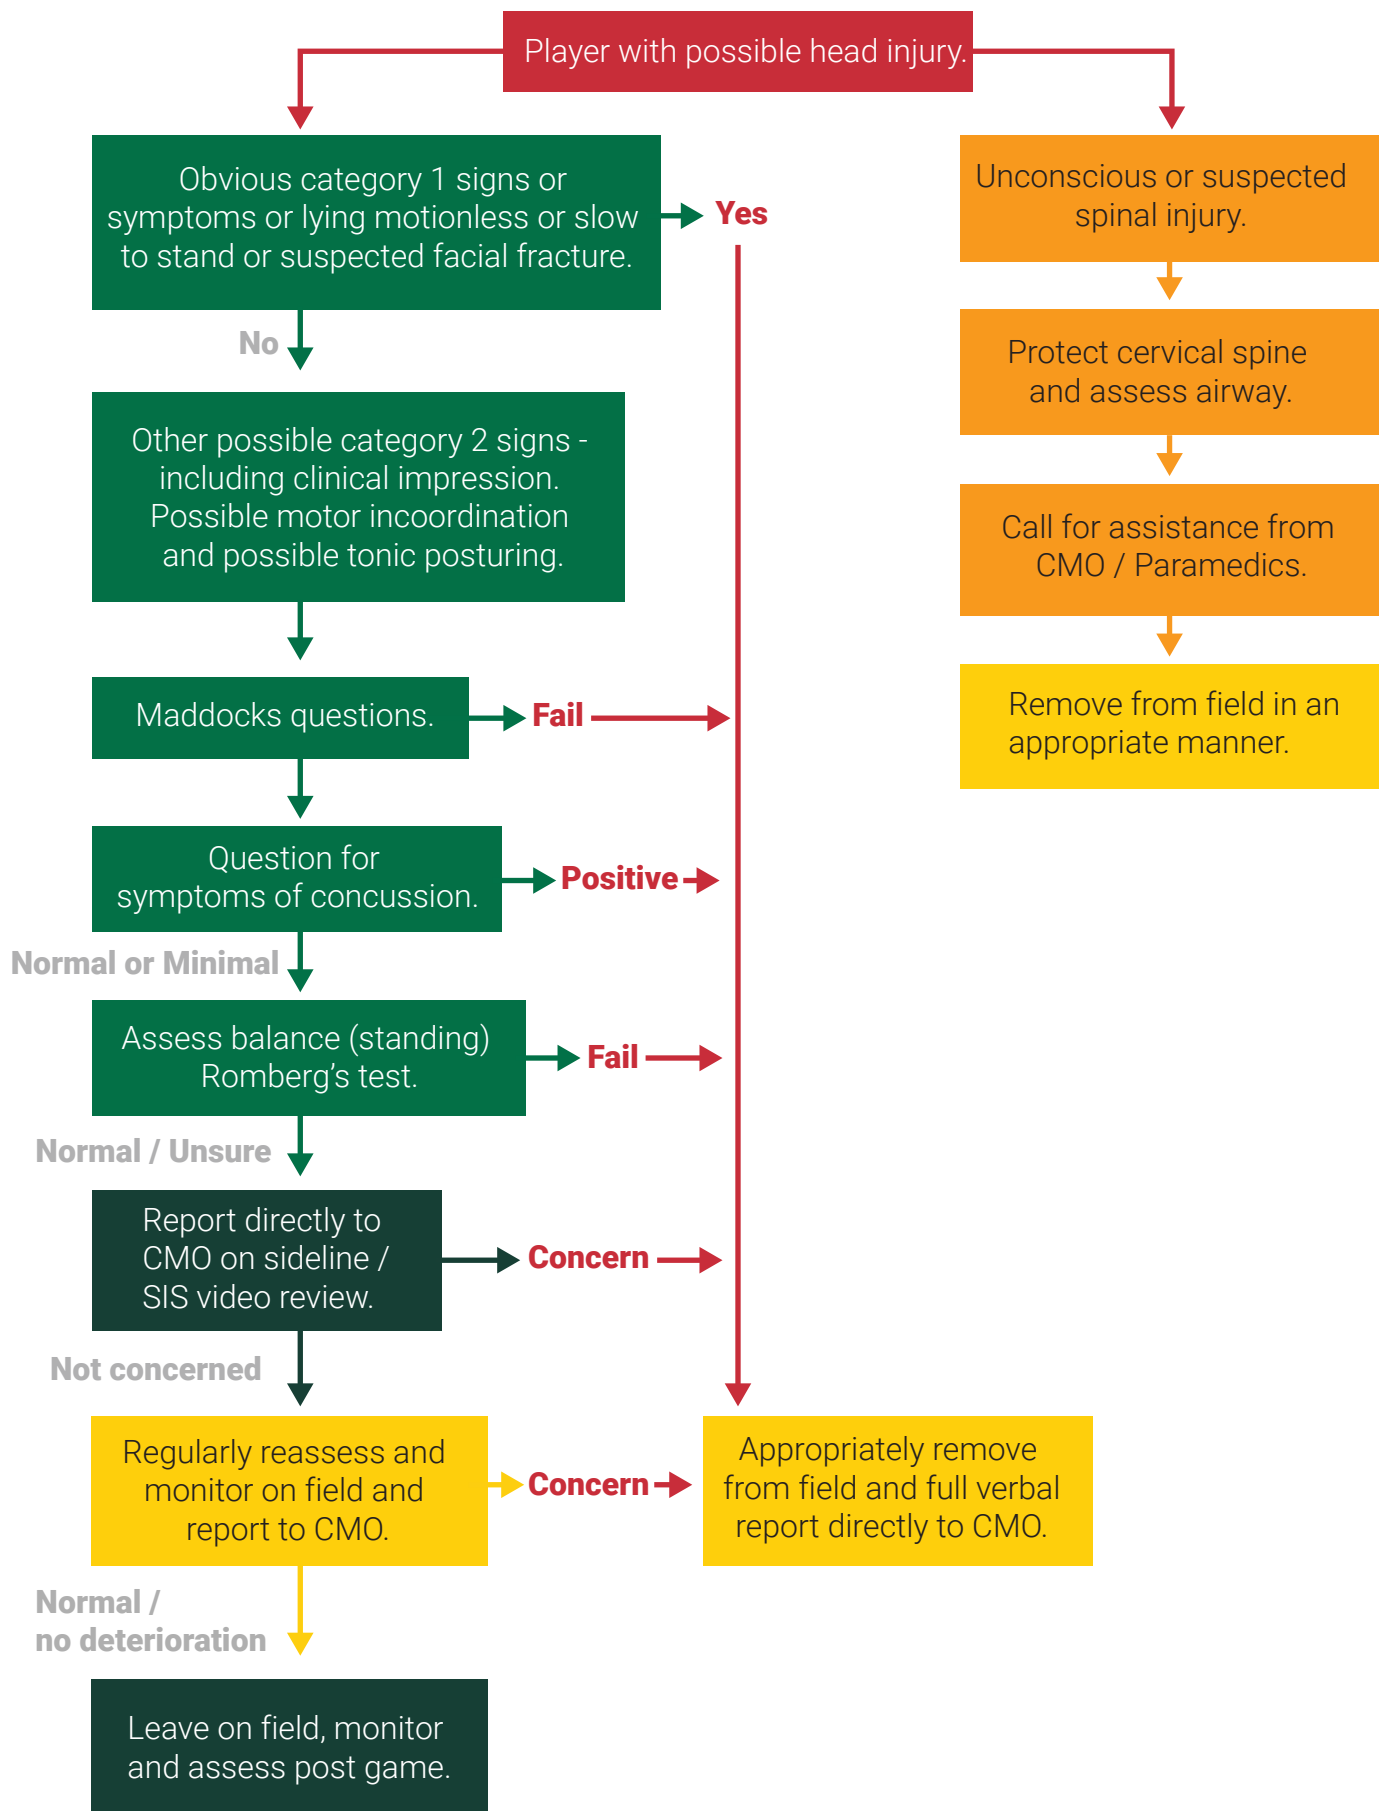 Player with possible head injury.
Obvious category 1 signs or
symptoms or lying motionless or slow
to stand or suspected facial fracture.
Yes
Unconscious or suspected
spinal injury.
No
Protect cervical spine
and assess airway.
Other possible category 2 signs -
including clinical impression.
Possible motor incoordination
and possible tonic posturing.
Call for assistance from
CMO / Paramedics.
Maddocks questions.
Fail
Remove from field in an
appropriate manner.
Question for
symptoms of concussion.
Positive
Normal or Minimal
Assess balance (standing)
Romberg's test.
Fail
Normal / Unsure
Report directly to
CMO on sideline /
SIS video review.
Concern
Not concerned
Regularly reassess and
monitor on field and
report to CMO.
Concern
Appropriately remove
from field and full verbal
report directly to CMO.
Normal /
no deterioration
Leave on field, monitor
and assess post game.